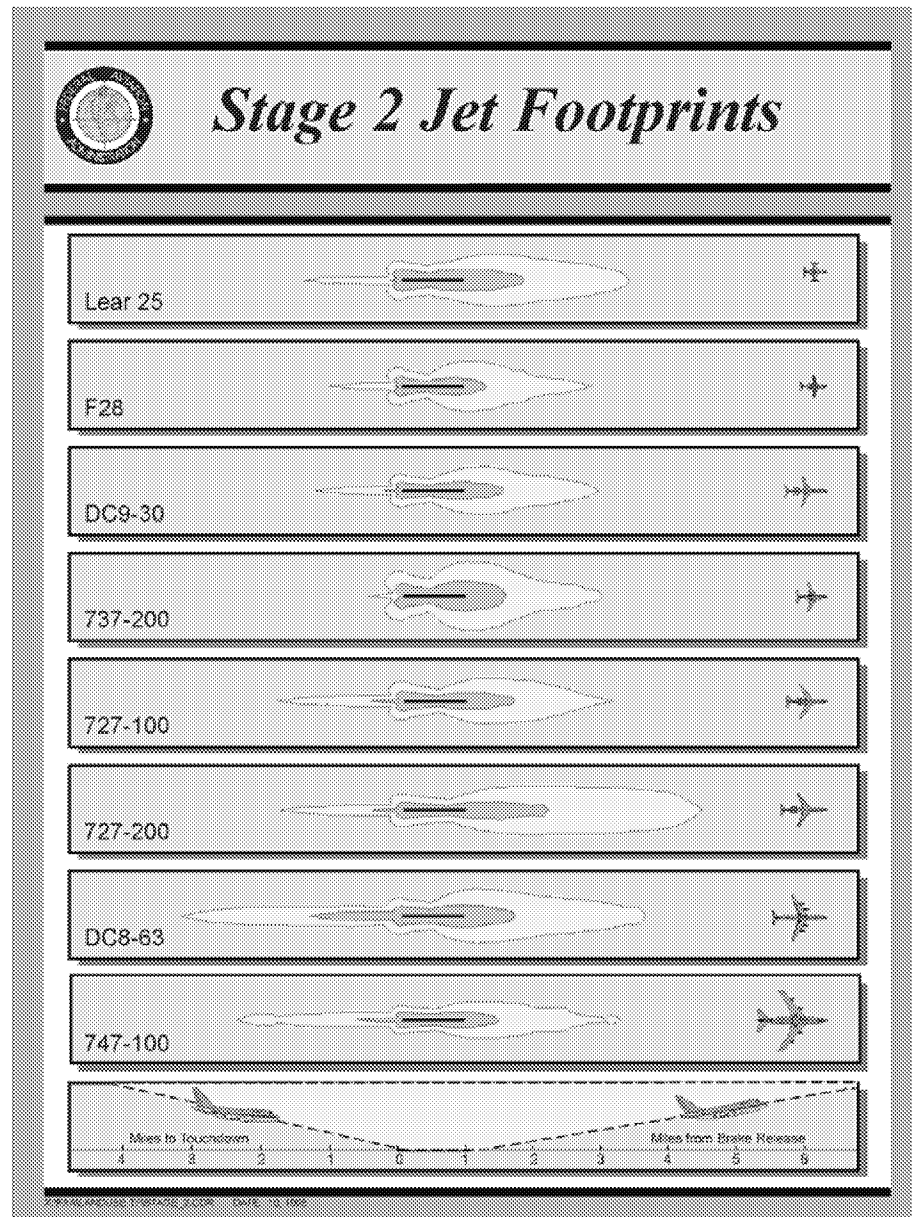 Stage 2 Jet Footprints
Lear 25
F28
DC9-30
737-200
727-100
727-200
DC8-63
747-100
Miles to Touchdown Miles from Brake Release
4 3 2 1 0 1 2 3 4 5 6